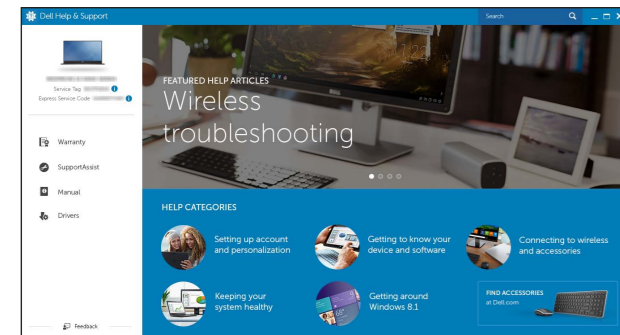 Dell Help & Support
Search
Service Tag
Express Service Code
Warranty
SupportAssist
Manual
Drivers
Feedback
FEATURED HELP ARTICLES
Wireless
troubleshooting
HELP CATEGORIES
Setting up account
and personalization
Getting to know your
device and software
Connecting to wireless
and accessories
Keeping your
system healthy
Getting around
Windows 8.1
FIND ACCESSORIES
at Dell.com